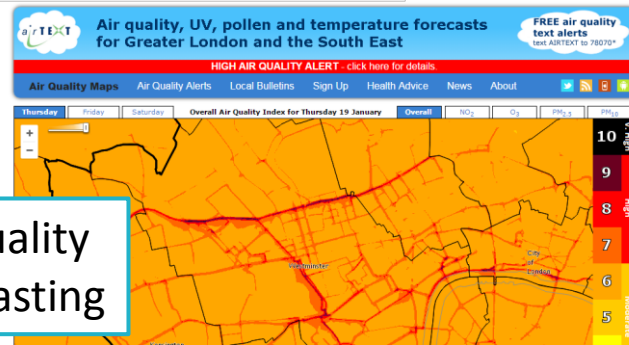 airTEXT
Air quality, UV, pollen and temperature forecasts
for Greater London and the South East
FREE air quality
text alerts
text AIRTEXT to 78070*
HIGH AIR QUALITY ALERT - click here for details.
Air Quality Maps Air Quality Alerts Local Bulletins Sign Up Health Advice News About
Thursday Friday Saturday Overall Air Quality Index for Thursday 19 January Overall NO2 O3 PM2.5 PM10
+
-
10 V. high
9
8 High
7
6
5 Moderate
City
of
London
Westminster
uality
asting